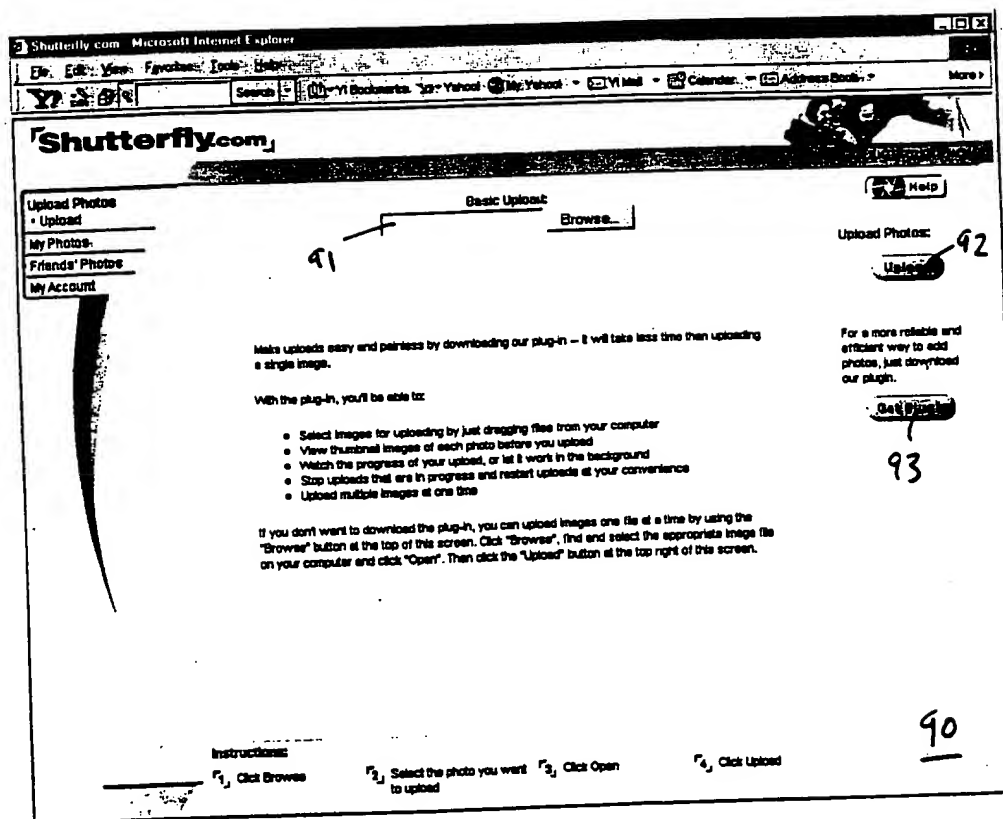 Shutterfly com Microsoft Internet Explorer
File Edit View Favorites Tools Help
Y? Search Y! Bookmarks Yahoo My Yahoo Y! Mail Calendar Address Book More
Shutterfly.com
Help
Upload Photos
• Upload
My Photos
Friends' Photos
My Account
Basic Upload:
Browse...
91
Upload Photos:
92
Upload
Make uploads easy and painless by downloading our plug-in – it will take less time than uploading
a single image.
With the plug-in, you'll be able to:
• Select images for uploading by just dragging files from your computer
• View thumbnail images of each photo before you upload
• Watch the progress of your upload, or let it work in the background
• Stop uploads that are in progress and restart uploads at your convenience
• Upload multiple images at one time
If you don't want to download the plug-in, you can upload images one file at a time by using the
"Browse" button at the top of this screen. Click "Browse", find and select the appropriate image file
on your computer and click "Open". Then click the "Upload" button at the top right of this screen.
For a more reliable and
efficient way to add
photos, just download
our plugin.
Get Plugin
93
90
Instructions:
1 Click Browse
2 Select the photo you want
to upload
3 Click Open
4 Click Upload